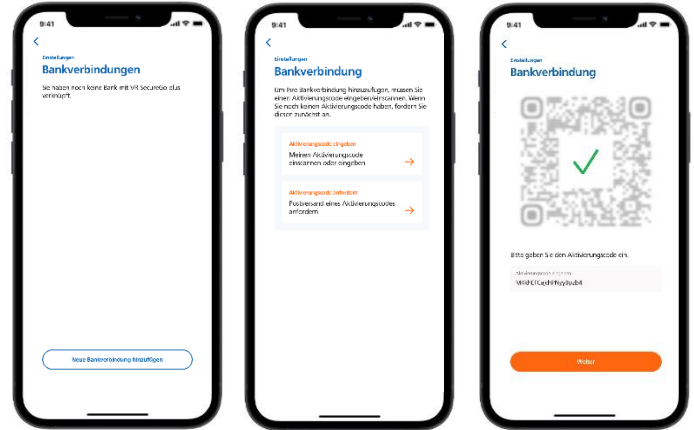 9:41
Einstellungen
Bankverbindungen
Sie haben noch keine Bank mit VR SecureGo plus
verknüpft.
Neue Bankverbindung hinzufügen
9:41
Einstellungen
Bankverbindung
Um Ihre Bankverbindung hinzuzufügen, müssen Sie
einen Aktivierungscode eingeben/einscannen. Wenn
Sie noch keinen Aktivierungscode haben, fordern Sie
diesen zunächst an.
Aktivierungscode eingeben
Meinen Aktivierungscode
einscannen oder eingeben
Aktivierungscode anfordern
Postversand eines Aktivierungscodes
anfordern
9:41
Einstellungen
Bankverbindung
Bitte geben Sie den Aktivierungscode ein.
Aktivierungscode eingeben
Weiter